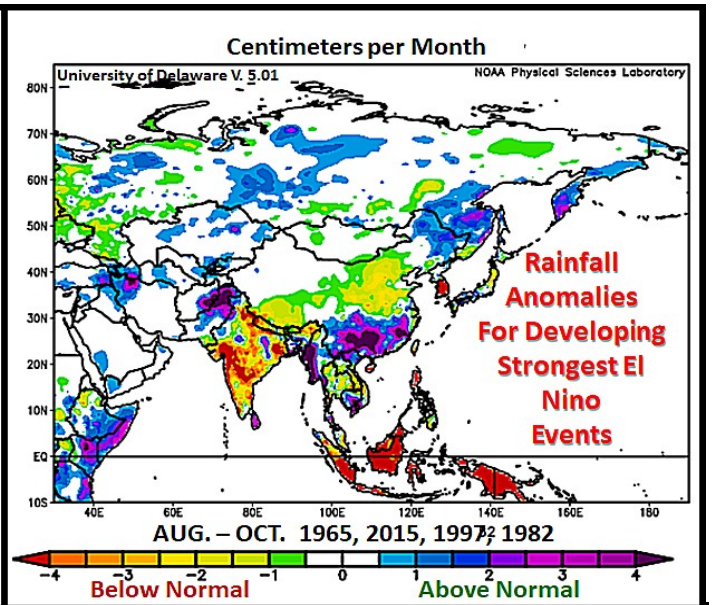 Centimeters per Month
University of Delaware V. 5.01
NOAA Physical Sciences Laboratory
80N
70N
60N
50N
40N
30N
20N
10N
EQ
10S
40E
60E
80E
100E
120E
140E
160E
180
Rainfall
Anomalies
For Developing
Strongest El
Nino
Events
AUG. – OCT. 1965, 2015, 1997, 1982
-4
-3
-2
-1
0
1
2
3
4
Below Normal
Above Normal